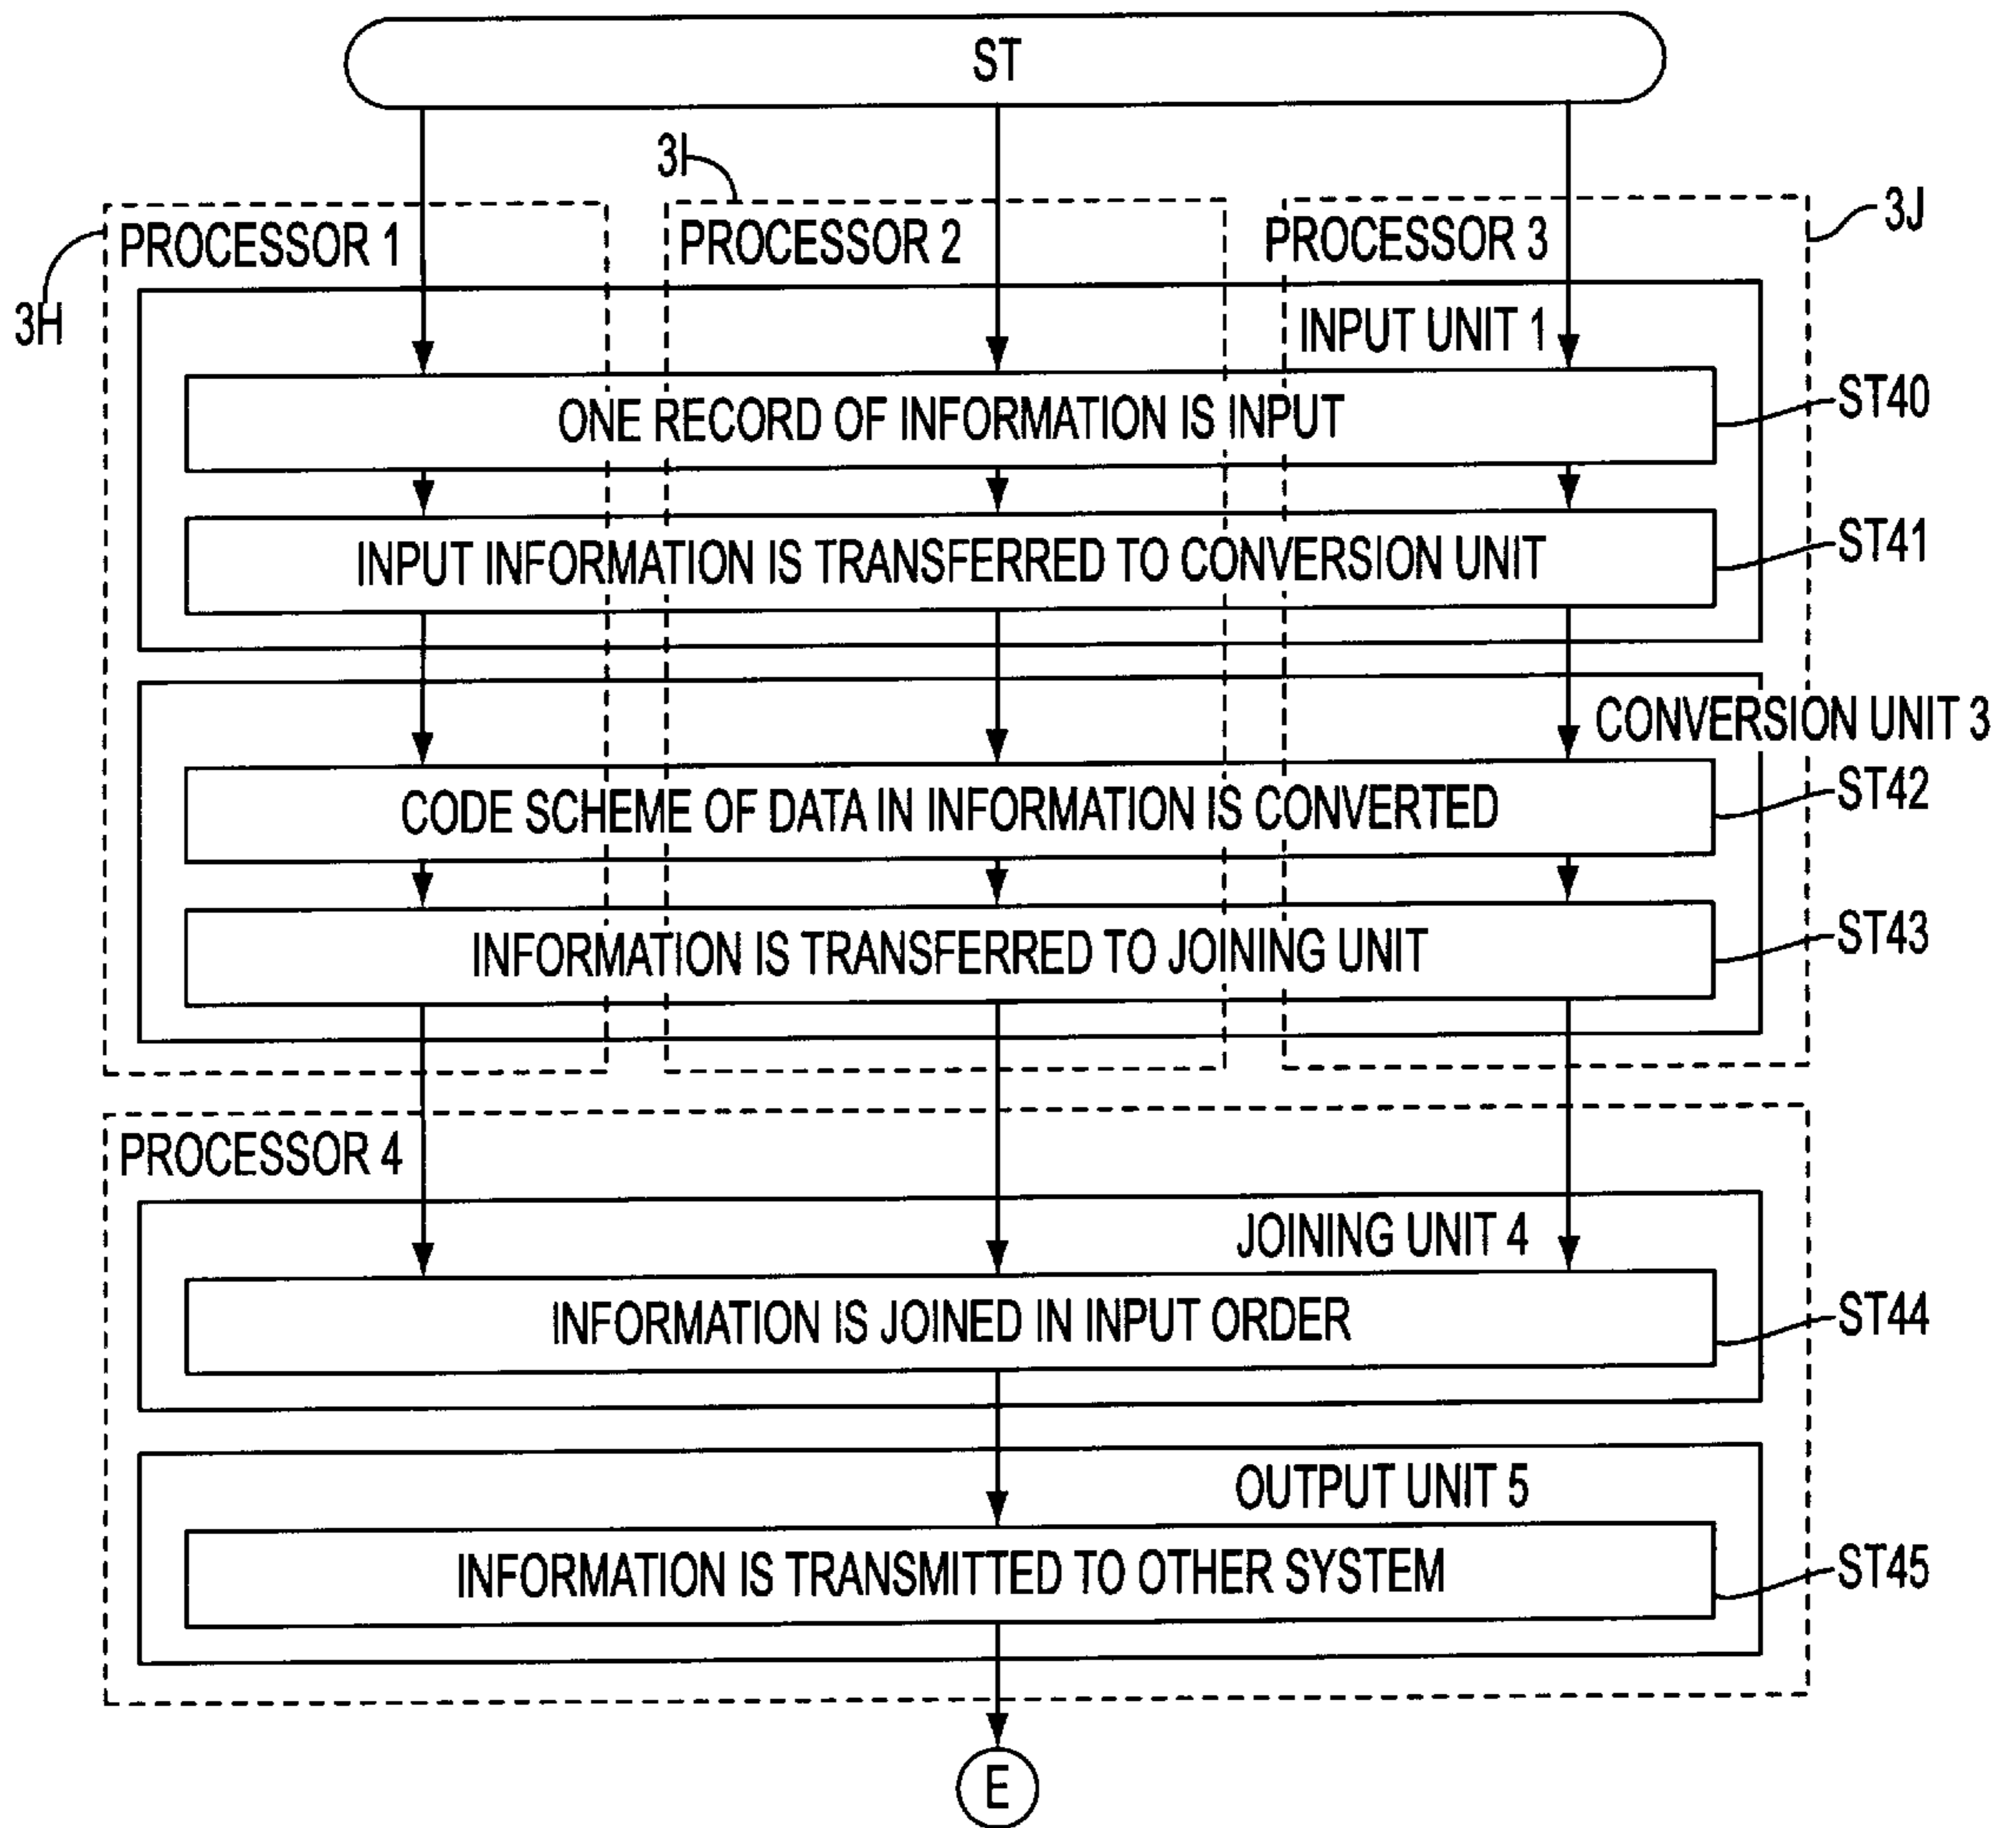 ST
3I
3J
PROCESSOR 1
PROCESSOR 2
PROCESSOR 3
3H
INPUT UNIT 1
ONE RECORD OF INFORMATION IS INPUT
ST40
INPUT INFORMATION IS TRANSFERRED TO CONVERSION UNIT
ST41
CONVERSION UNIT 3
CODE SCHEME OF DATA IN INFORMATION IS CONVERTED
ST42
INFORMATION IS TRANSFERRED TO JOINING UNIT
ST43
PROCESSOR 4
JOINING UNIT 4
INFORMATION IS JOINED IN INPUT ORDER
ST44
OUTPUT UNIT 5
INFORMATION IS TRANSMITTED TO OTHER SYSTEM
ST45
E